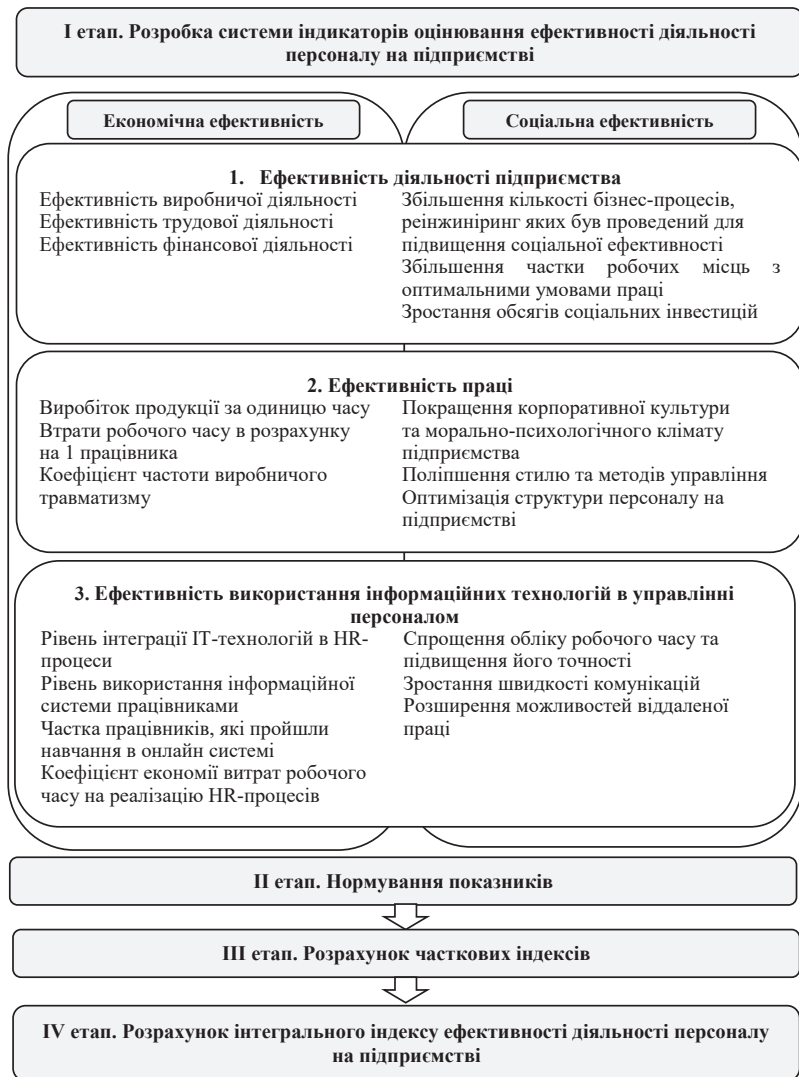 І етап. Розробка системи індикаторів оцінювання ефективності діяльності
персоналу на підприємстві
Економічна ефективність
Соціальна ефективність
1. Ефективність діяльності підприємства
Ефективність виробничої діяльності
Ефективність трудової діяльності
Ефективність фінансової діяльності
Збільшення кількості бізнес-процесів,
реінжиніринг яких був проведений для
підвищення соціальної ефективності
Збільшення частки робочих місць з
оптимальними умовами праці
Зростання обсягів соціальних інвестицій
2. Ефективність праці
Виробіток продукції за одиницю часу
Втрати робочого часу в розрахунку
на 1 працівника
Коефіцієнт частоти виробничого
травматизму
Покращення корпоративної культури
та морально-психологічного клімату
підприємства
Поліпшення стилю та методів управління
Оптимізація структури персоналу на
підприємстві
3. Ефективність використання інформаційних технологій в управлінні
персоналом
Рівень інтеграції ІТ-технологій в HR-
процеси
Рівень використання інформаційної
системи працівниками
Частка працівників, які пройшли
навчання в онлайн системі
Коефіцієнт економії витрат робочого
часу на реалізацію HR-процесів
Спрощення обліку робочого часу та
підвищення його точності
Зростання швидкості комунікацій
Розширення можливостей віддаленої
праці
ІІ етап. Нормування показників
ІІІ етап. Розрахунок часткових індексів
IV етап. Розрахунок інтегрального індексу ефективності діяльності персоналу
на підприємстві